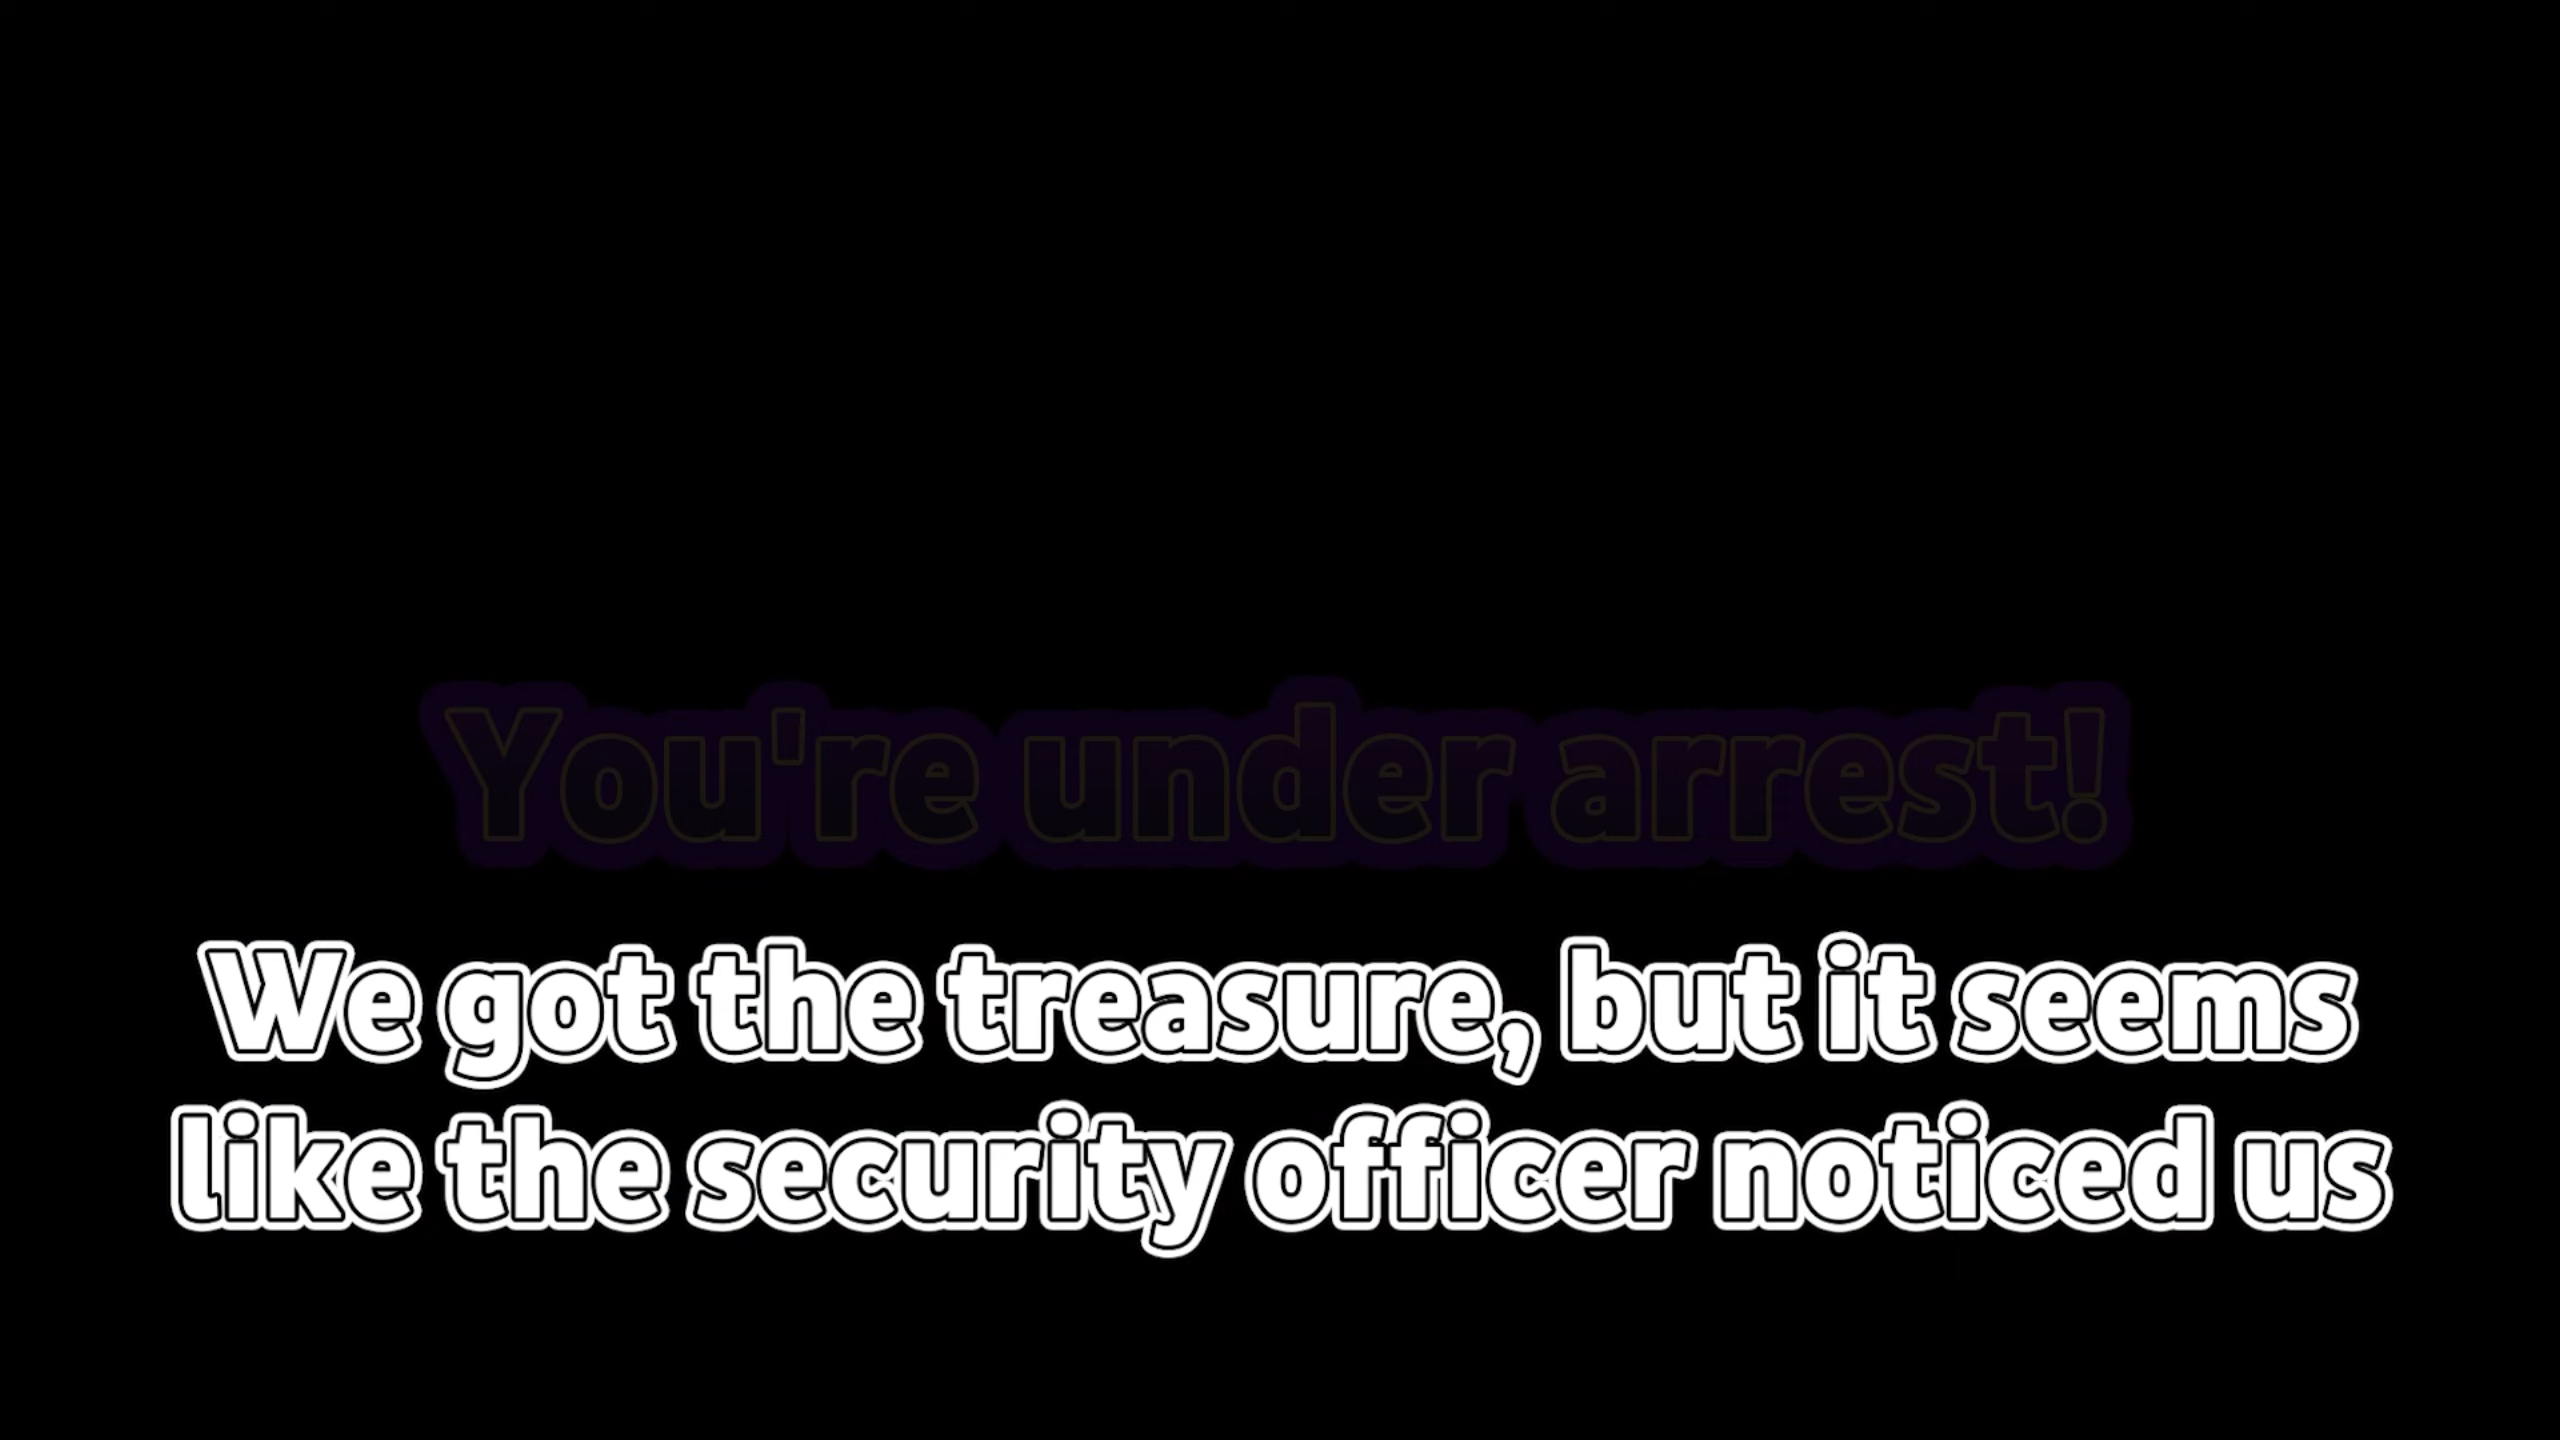 You're under arrest!
We got the treasure, but it seems
like the security officer noticed us